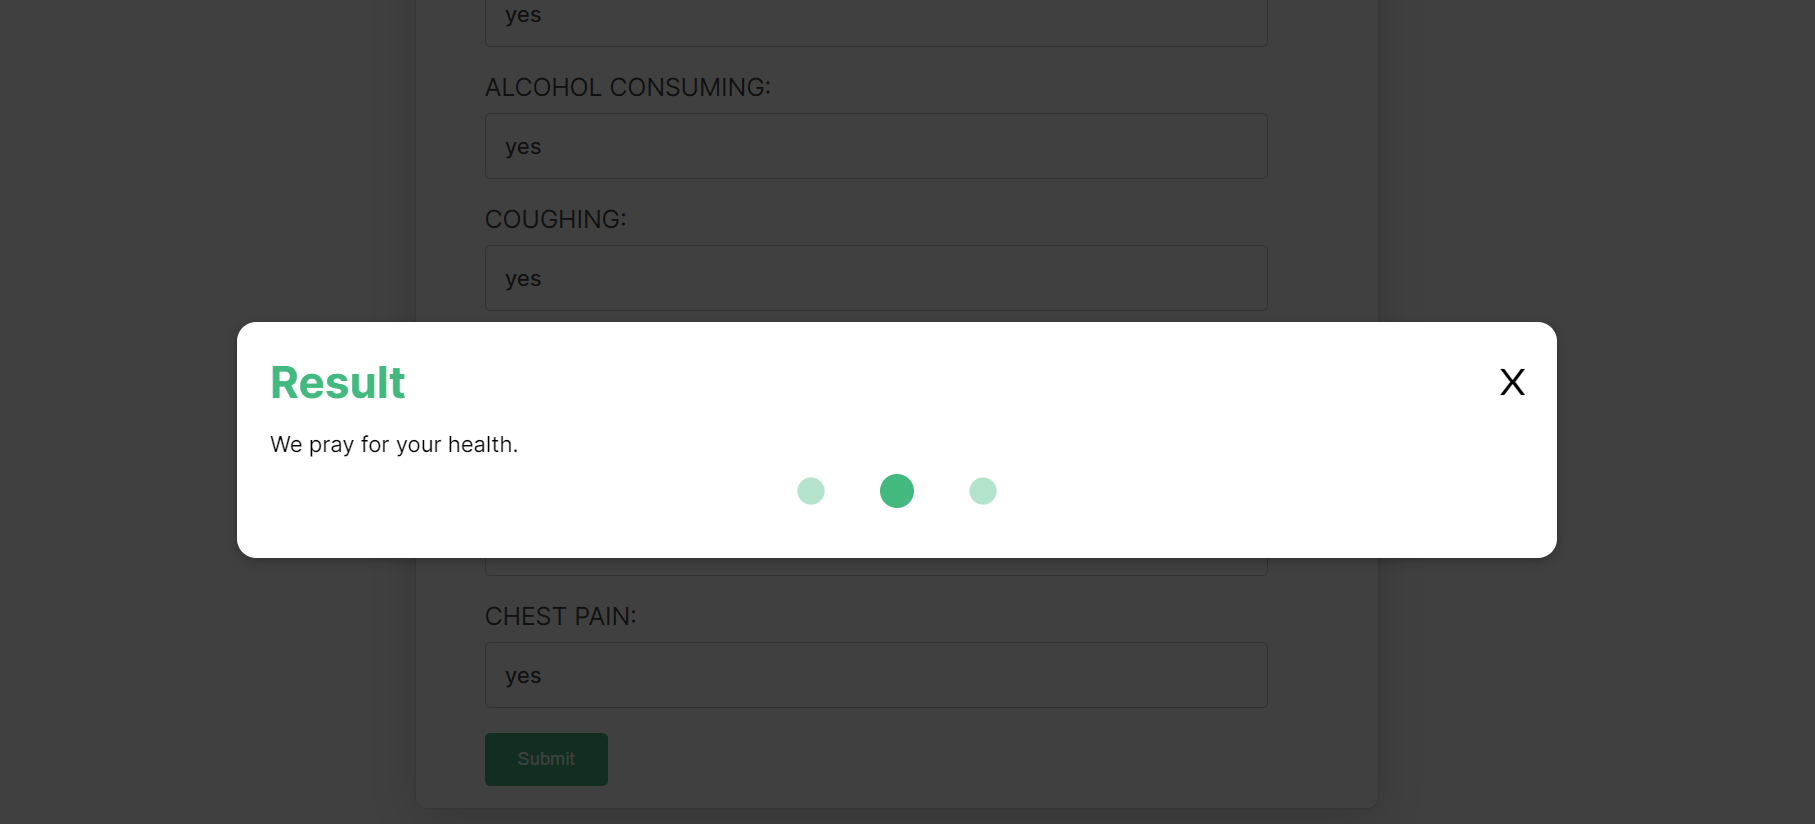 yes
ALCOHOL CONSUMING:
yes
COUGHING:
yes
Result
X
We pray for your health.
CHEST PAIN:
yes
Submit